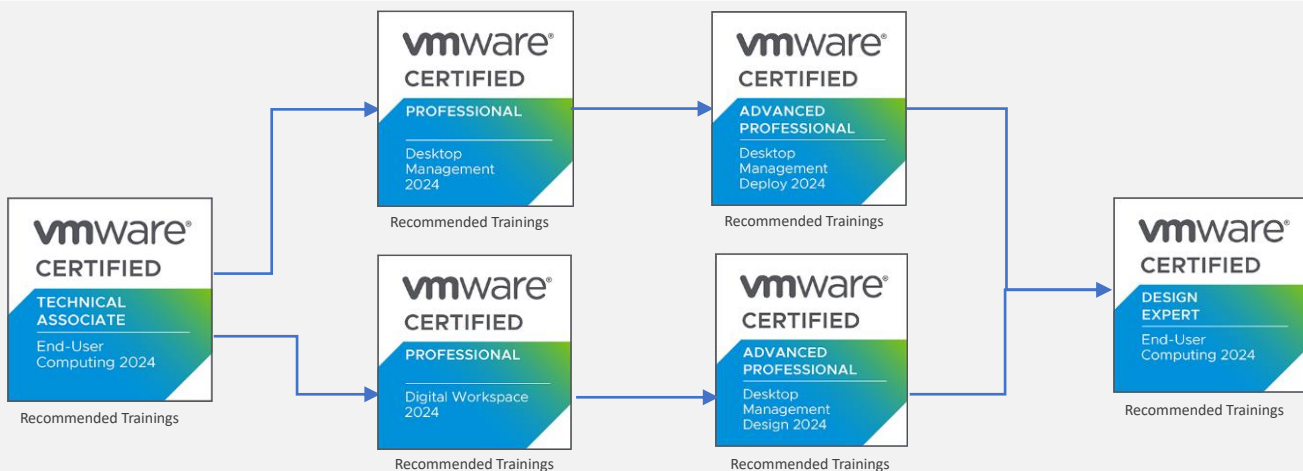 vmware®
CERTIFIED
TECHNICAL
ASSOCIATE
End-User
Computing 2024
Recommended Trainings
vmware®
CERTIFIED
PROFESSIONAL
Desktop
Management
2024
Recommended Trainings
vmware®
CERTIFIED
ADVANCED
PROFESSIONAL
Desktop
Management
Deploy 2024
Recommended Trainings
vmware®
CERTIFIED
PROFESSIONAL
Digital Workspace
2024
Recommended Trainings
vmware®
CERTIFIED
ADVANCED
PROFESSIONAL
Desktop
Management
Design 2024
Recommended Trainings
vmware®
CERTIFIED
DESIGN
EXPERT
End-User
Computing 2024
Recommended Trainings